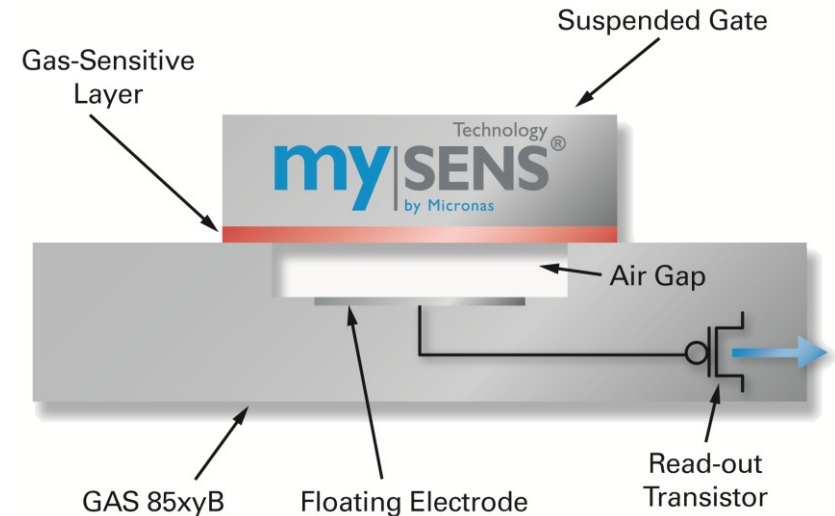 Suspended Gate
Gas-Sensitive
Layer
Technology
my|SENS®
by Micronas
Air Gap
Read-out
Transistor
GAS 85xyB
Floating Electrode